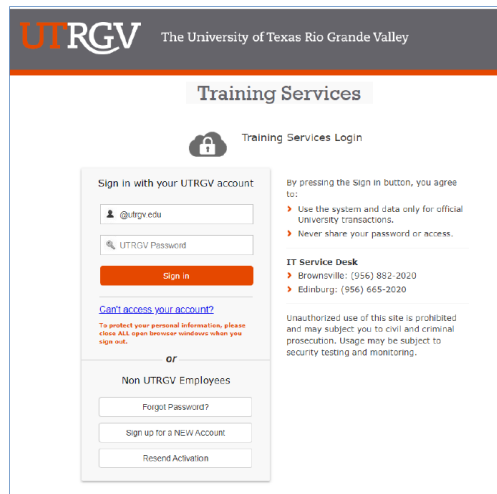 UTRGV The University of Texas Rio Grande Valley
Training Services
Training Services Login
Sign in with your UTRGV account
@utrgv.edu
UTRGV Password
Sign in
Can't access your account?
To protect your personal information, please
close ALL open browser windows when you
sign out.
or
Non UTRGV Employees
Forgot Password?
Sign up for a NEW Account
Resend Activation
By pressing the Sign in button, you agree
to:
Use the system and data only for official
University transactions.
Never share your password or access.
IT Service Desk
Brownsville: (956) 882-2020
Edinburg: (956) 665-2020
Unauthorized use of this site is prohibited
and may subject you to civil and criminal
prosecution. Usage may be subject to
security testing and monitoring.